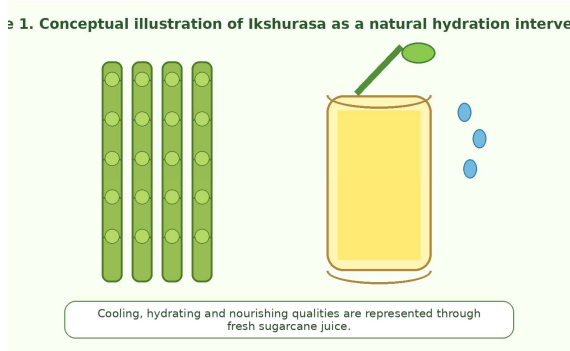 e 1. Conceptual illustration of Ikshurasa as a natural hydration interve
Cooling, hydrating and nourishing qualities are represented through
fresh sugarcane juice.